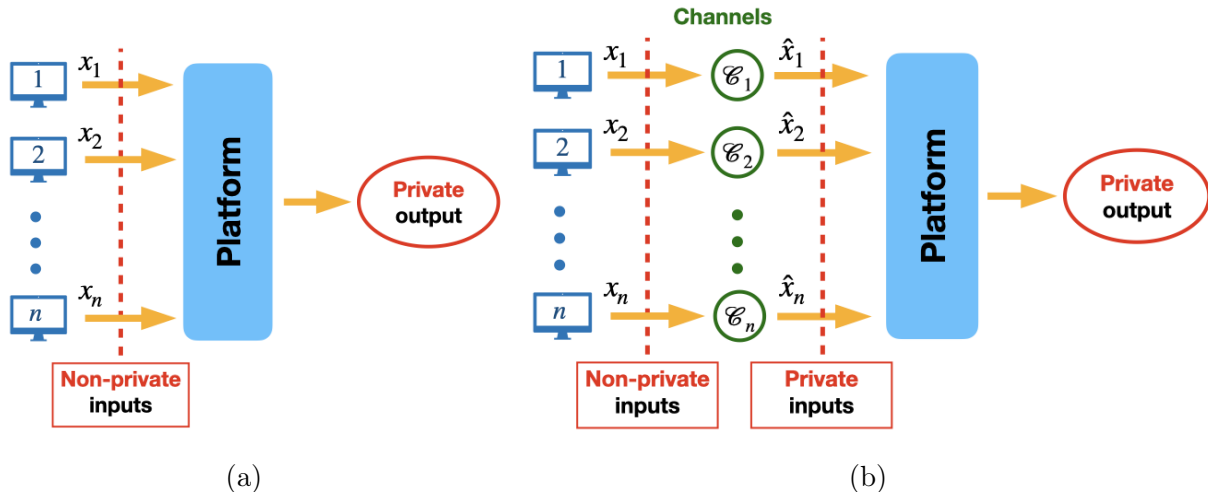 1
x₁
2
x₂
n
xₙ
Platform
Private
output
Non-private
inputs
(a)
Channels
1
x₁
𝒞₁
x̂₁
2
x₂
𝒞₂
x̂₂
n
xₙ
𝒞ₙ
x̂ₙ
Platform
Private
output
Non-private
inputs
Private
inputs
(b)